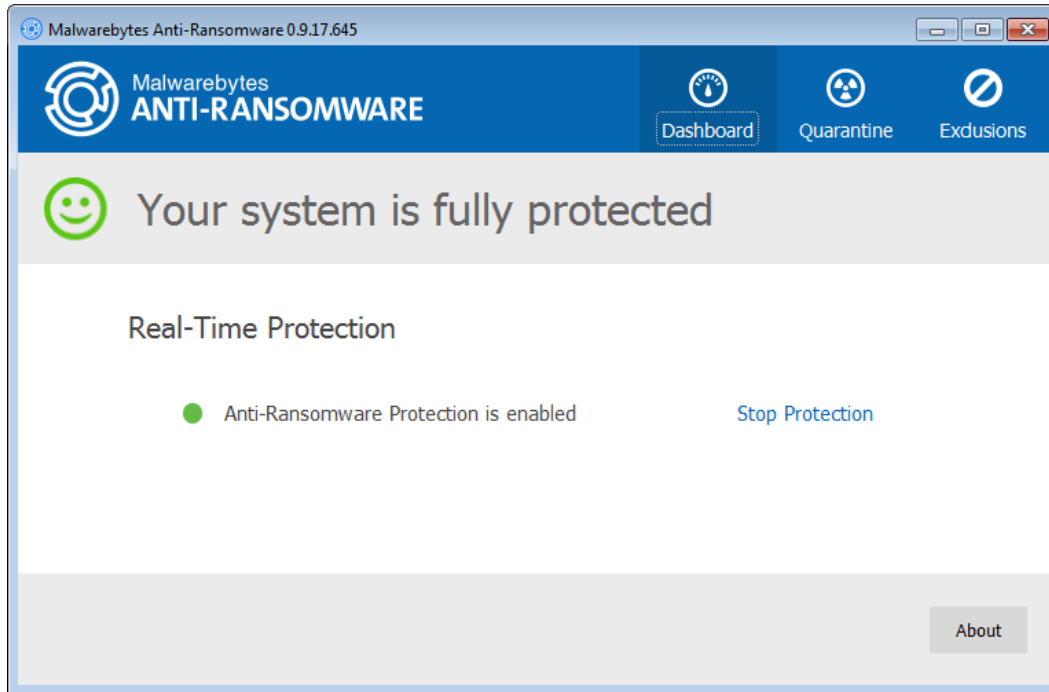 Malwarebytes Anti-Ransomware 0.9.17.645
Malwarebytes
ANTI-RANSOMWARE
Dashboard
Quarantine
Exclusions
Your system is fully protected
Real-Time Protection
Anti-Ransomware Protection is enabled
Stop Protection
About